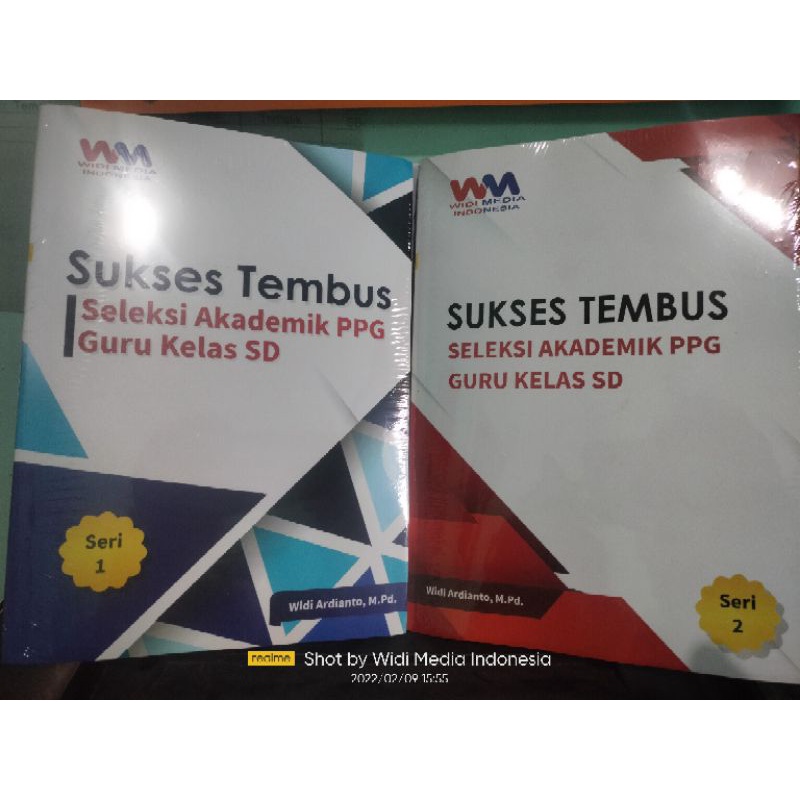 WM
WIDI MEDIA
INDONESIA
Sukses Tembus
Seleksi Akademik PPG
Guru Kelas SD
Seri
1
Widi Ardianto, M.Pd.
WM
WIDI MEDIA
INDONESIA
SUKSES TEMBUS
SELEKSI AKADEMIK PPG
GURU KELAS SD
Widi Ardianto, M.Pd.
Seri
2
realme Shot by Widi Media Indonesia
2022/02/09 15:55